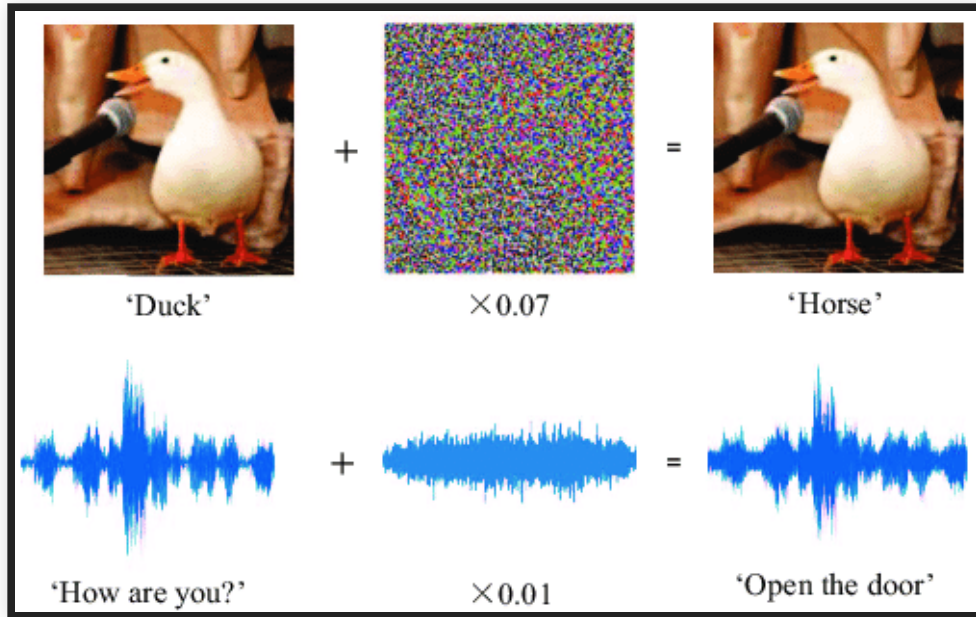 + =
‘Duck’ ×0.07 ‘Horse’
+ =
‘How are you?’ ×0.01 ‘Open the door’